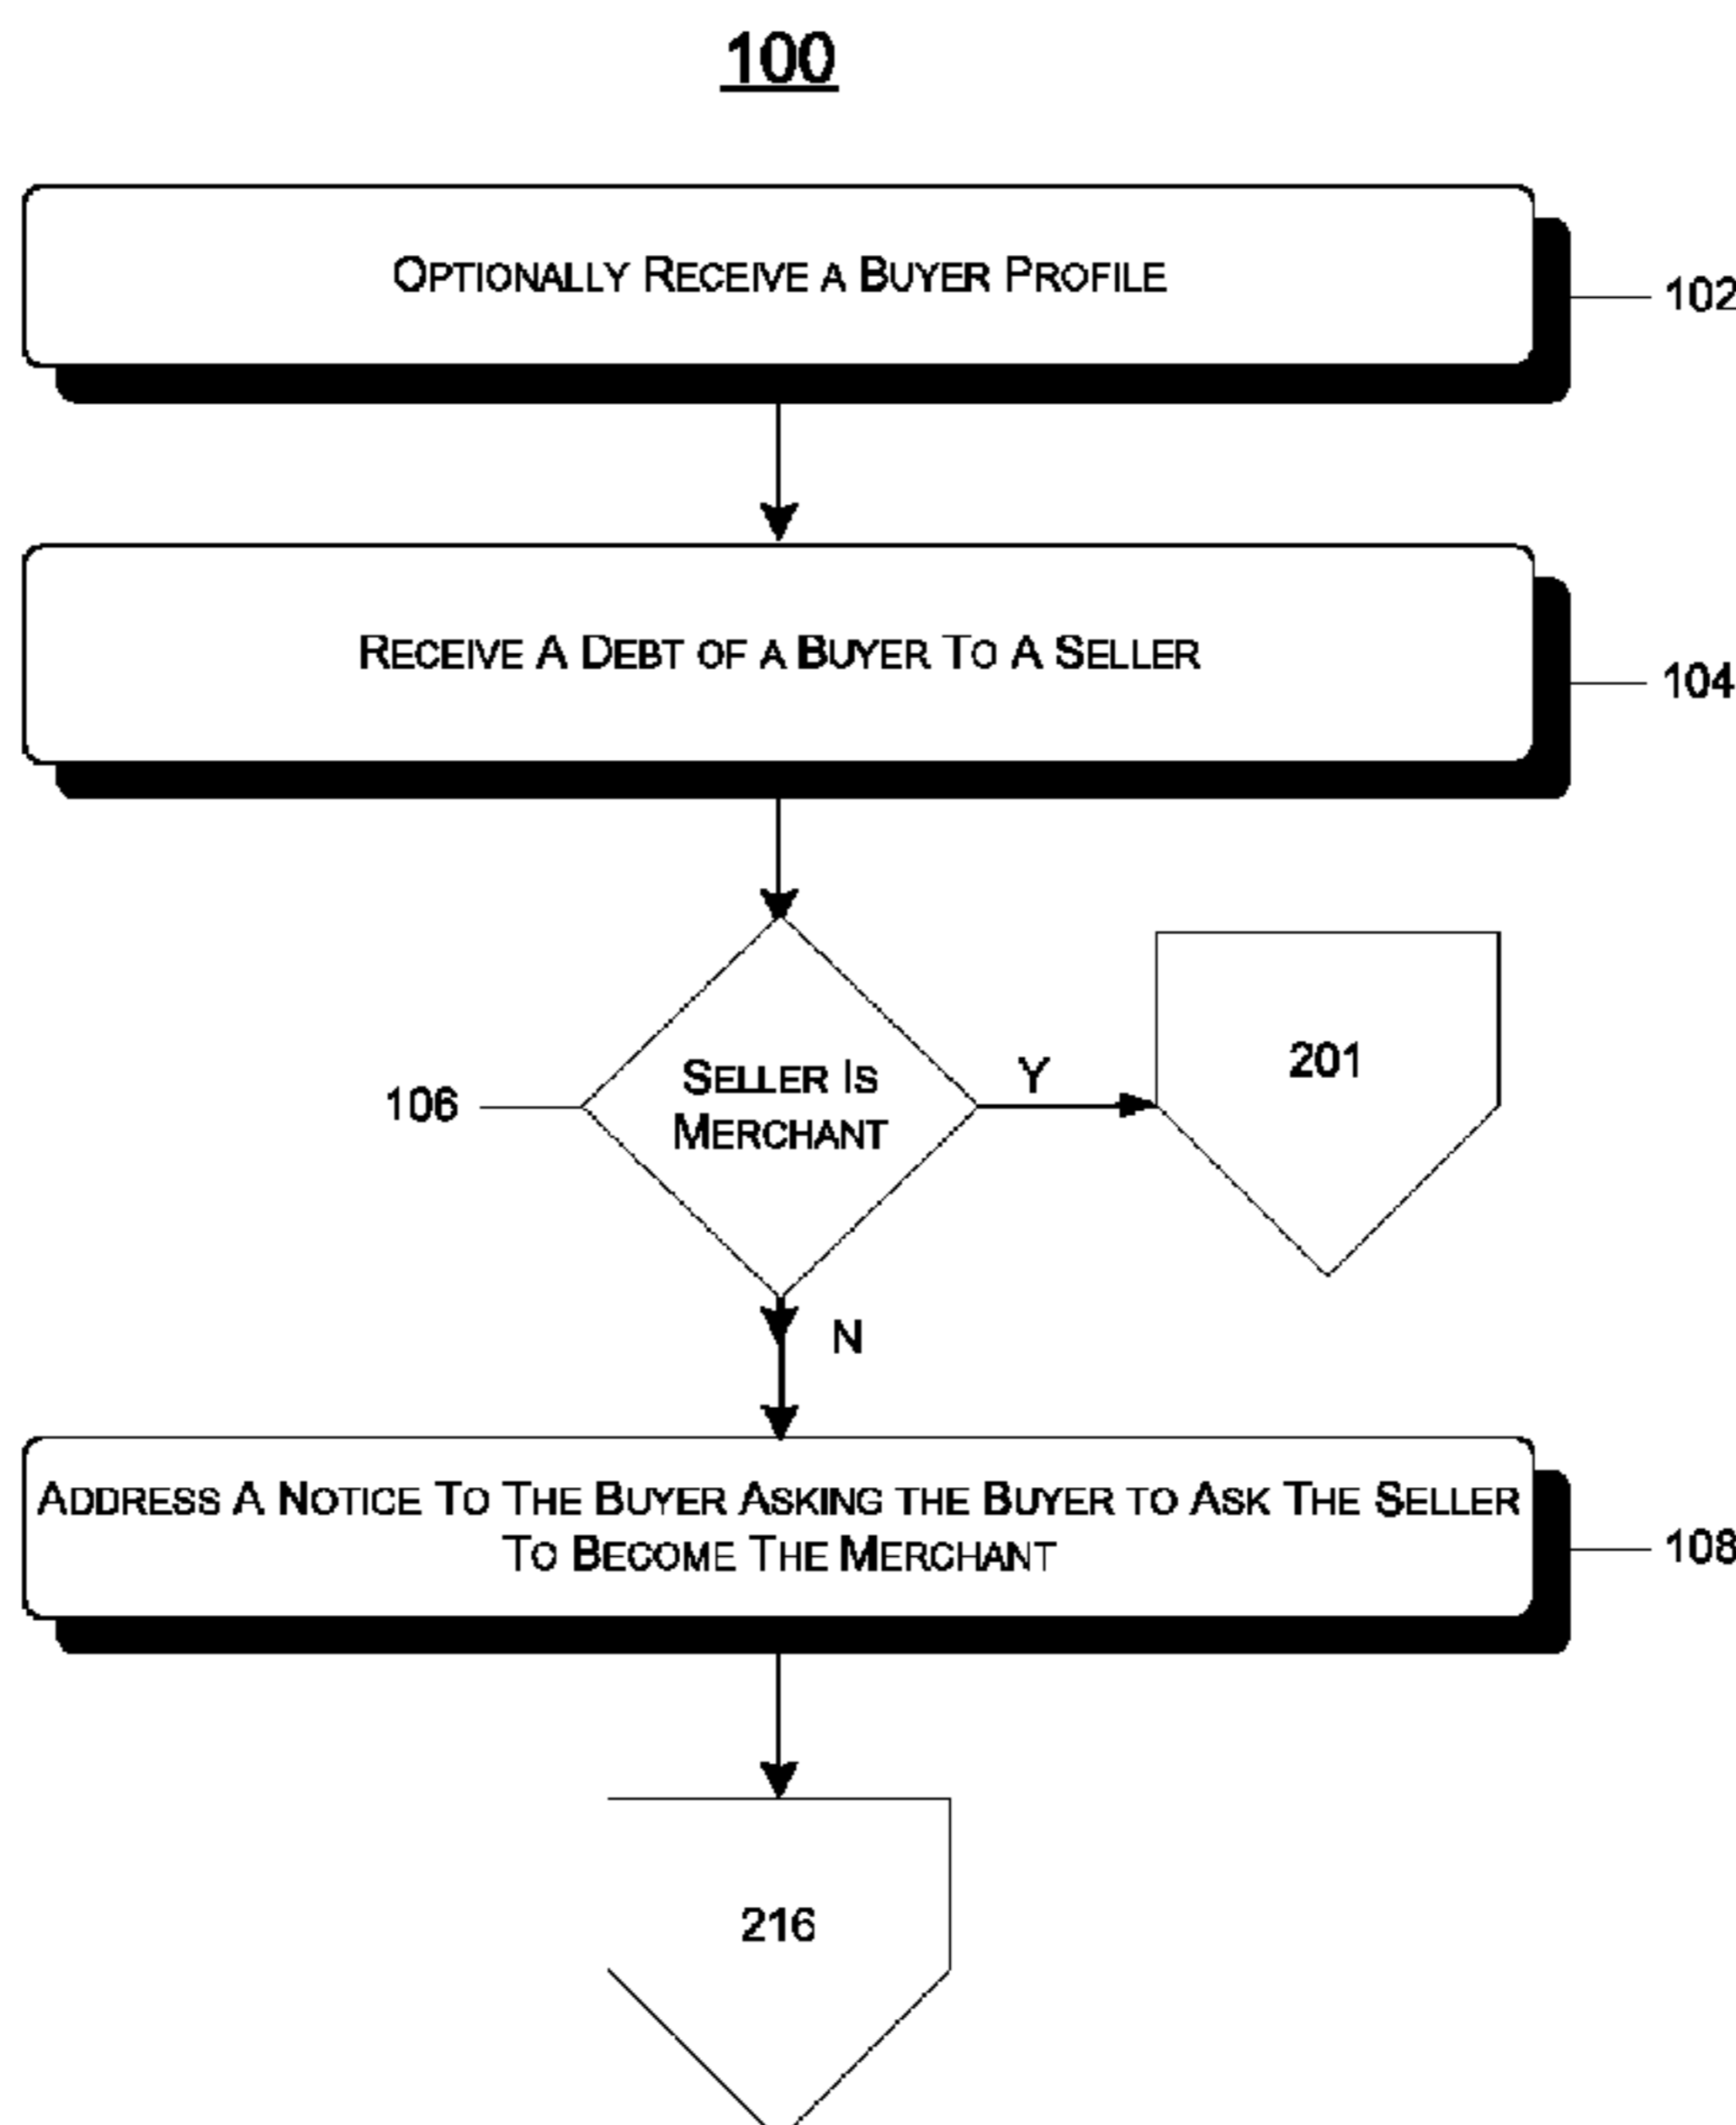 100
OPTIONALLY RECEIVE A BUYER PROFILE
102
RECEIVE A DEBT OF A BUYER TO A SELLER
104
SELLER IS
MERCHANT
106
Y
201
N
ADDRESS A NOTICE TO THE BUYER ASKING THE BUYER TO ASK THE SELLER
TO BECOME THE MERCHANT
108
216